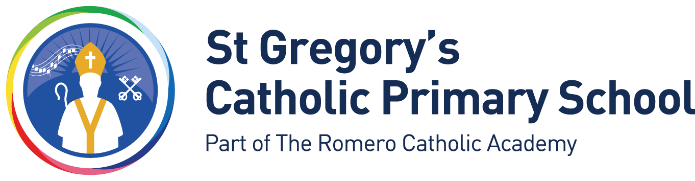 St Gregory’s
Catholic Primary School
Part of The Romero Catholic Academy